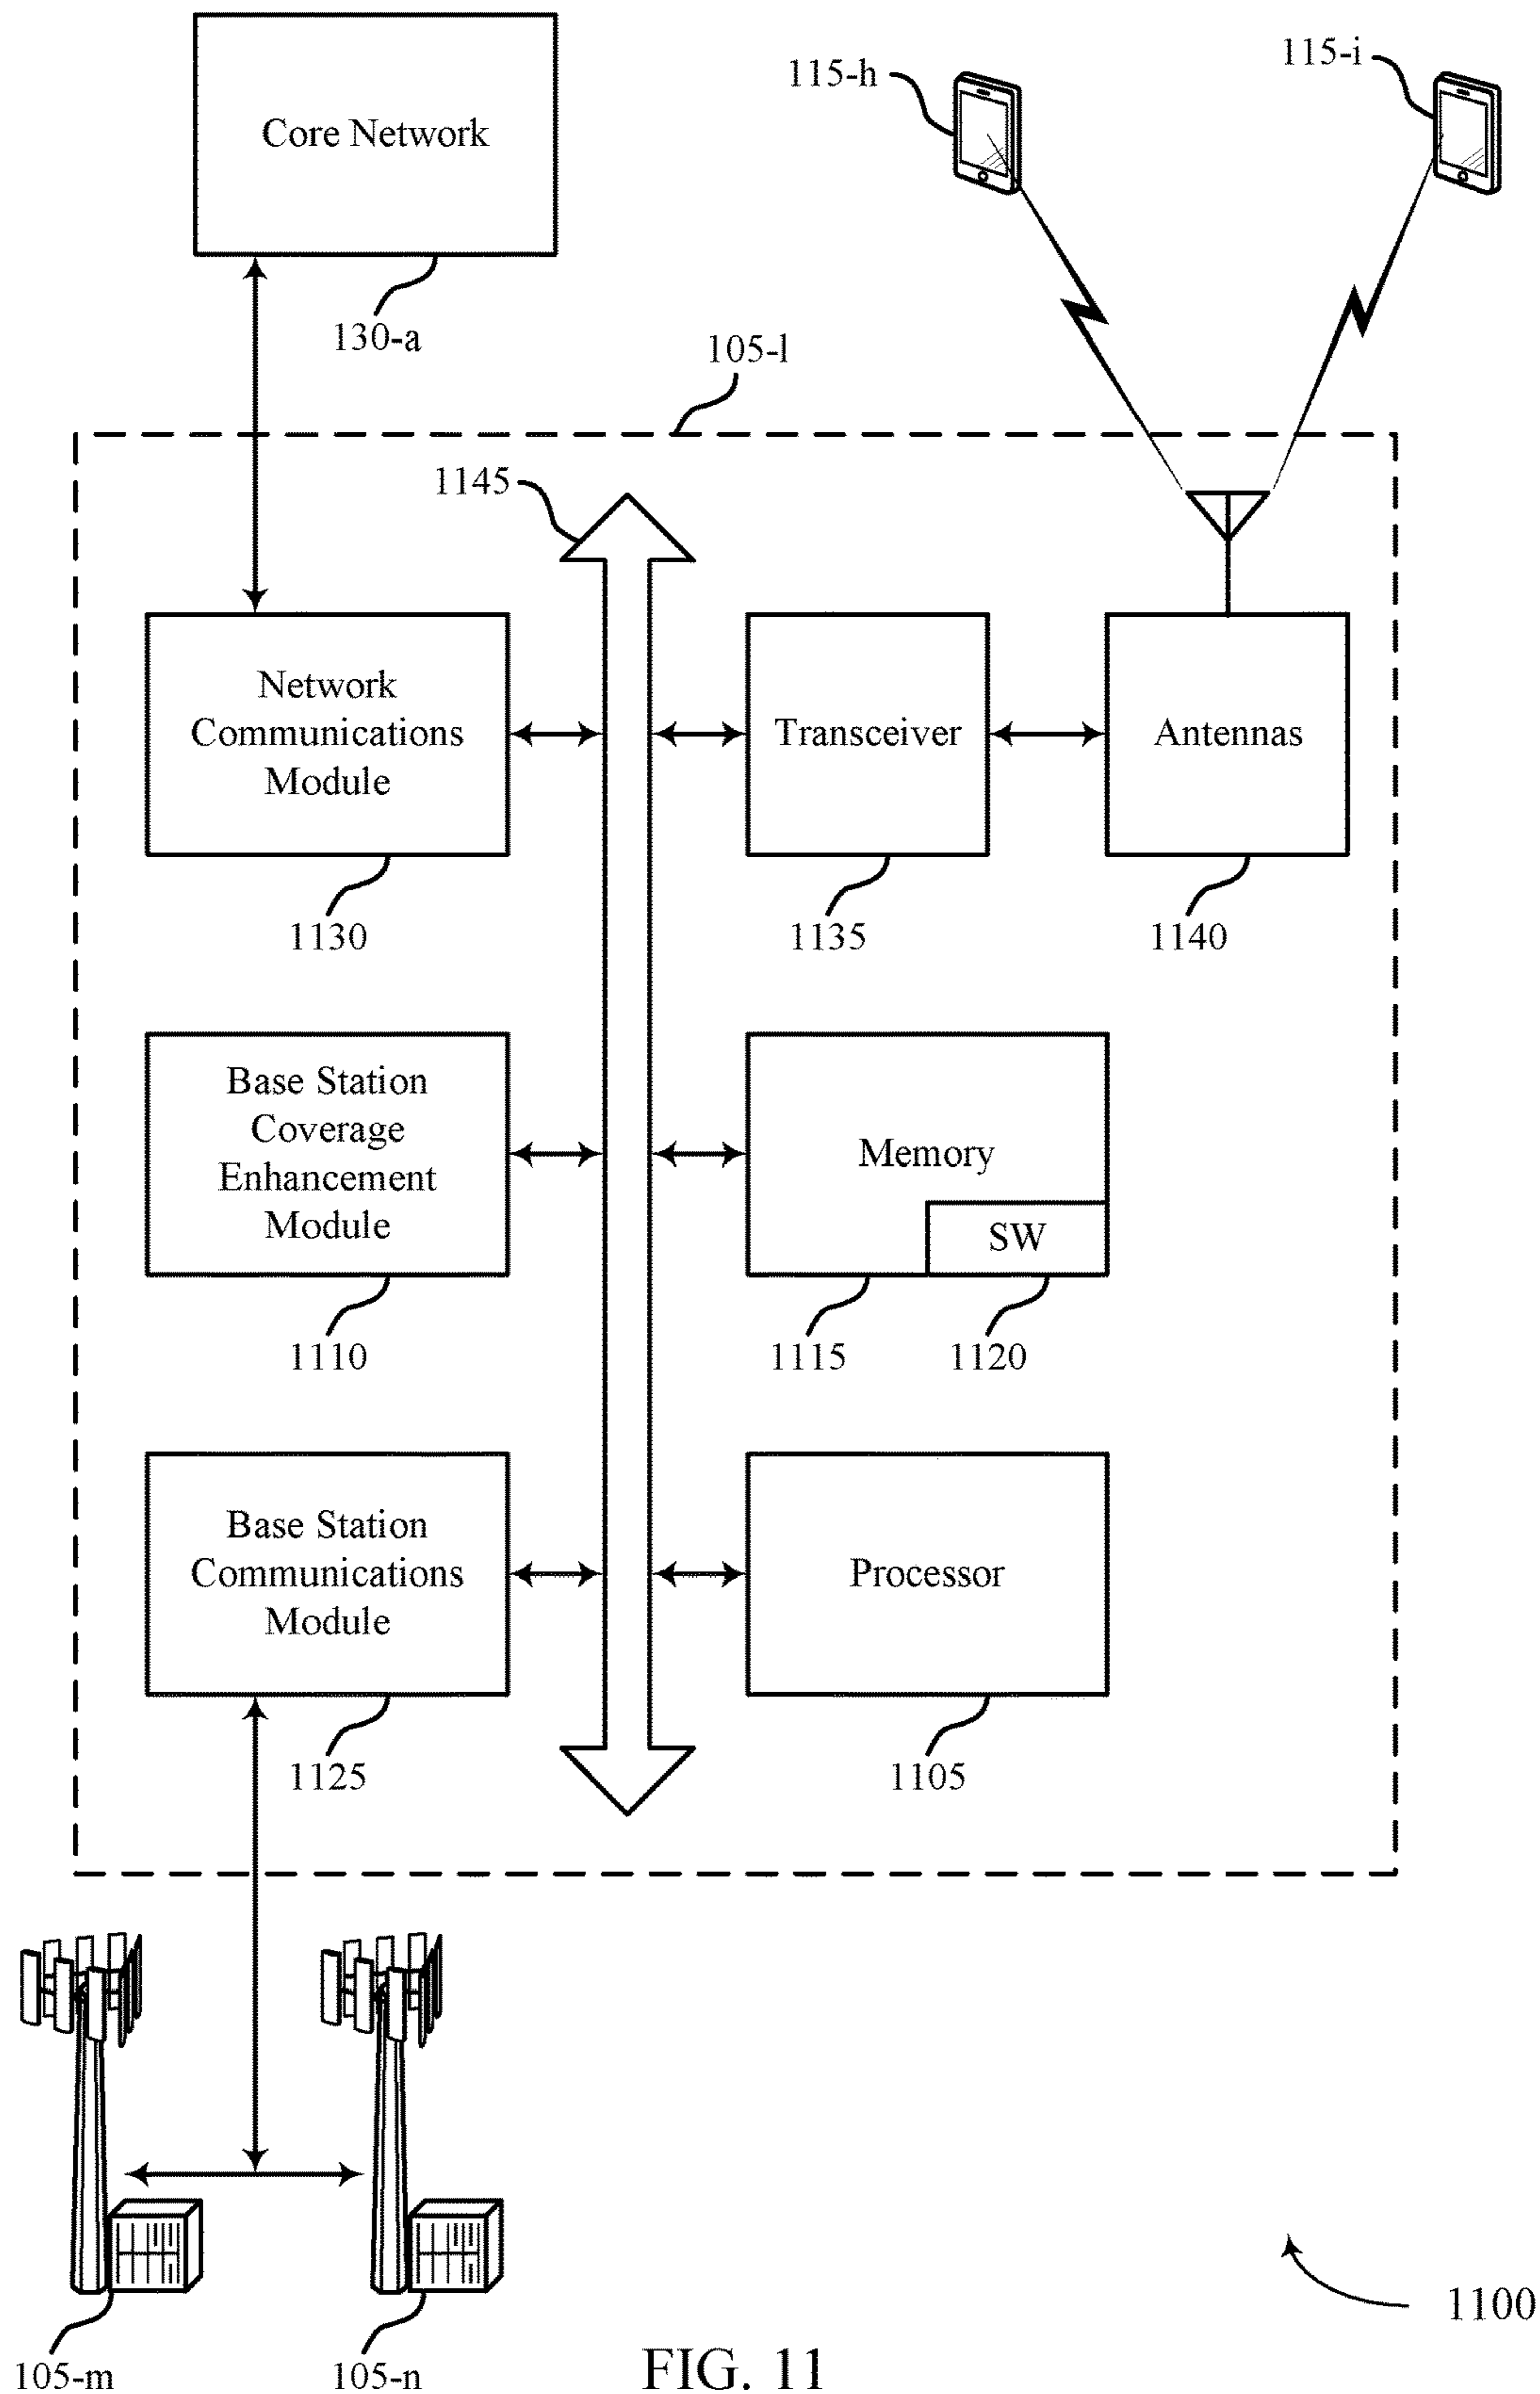 Core Network
130-a
115-h
115-i
105-l
1145
Network
Communications
Module
1130
Transceiver
1135
Antennas
1140
Base Station
Coverage
Enhancement
Module
1110
Memory
SW
1115
1120
Base Station
Communications
Module
1125
Processor
1105
105-m
105-n
1100
FIG. 11